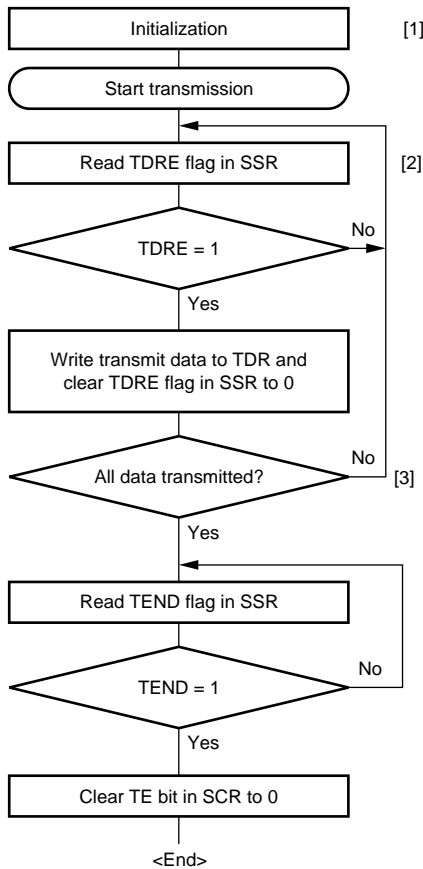 Initialization [1]
Start transmission
Read TDRE flag in SSR [2]
No
TDRE = 1
Yes
Write transmit data to TDR and
clear TDRE flag in SSR to 0
No
All data transmitted? [3]
Yes
Read TEND flag in SSR
No
TEND = 1
Yes
Clear TE bit in SCR to 0
<End>